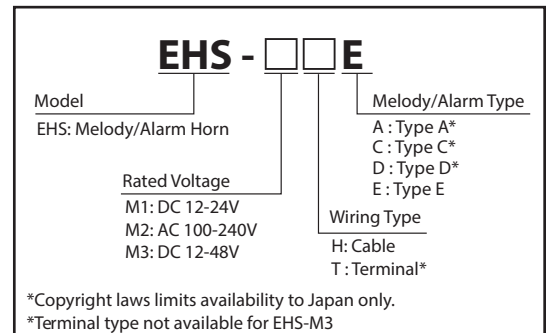 EHS - □□E
Model
EHS: Melody/Alarm Horn
Rated Voltage
M1: DC 12-24V
M2: AC 100-240V
M3: DC 12-48V
Wiring Type
H: Cable
T : Terminal*
Melody/Alarm Type
A : Type A*
C : Type C*
D : Type D*
E : Type E
*Copyright laws limits availability to Japan only.
*Terminal type not available for EHS-M3